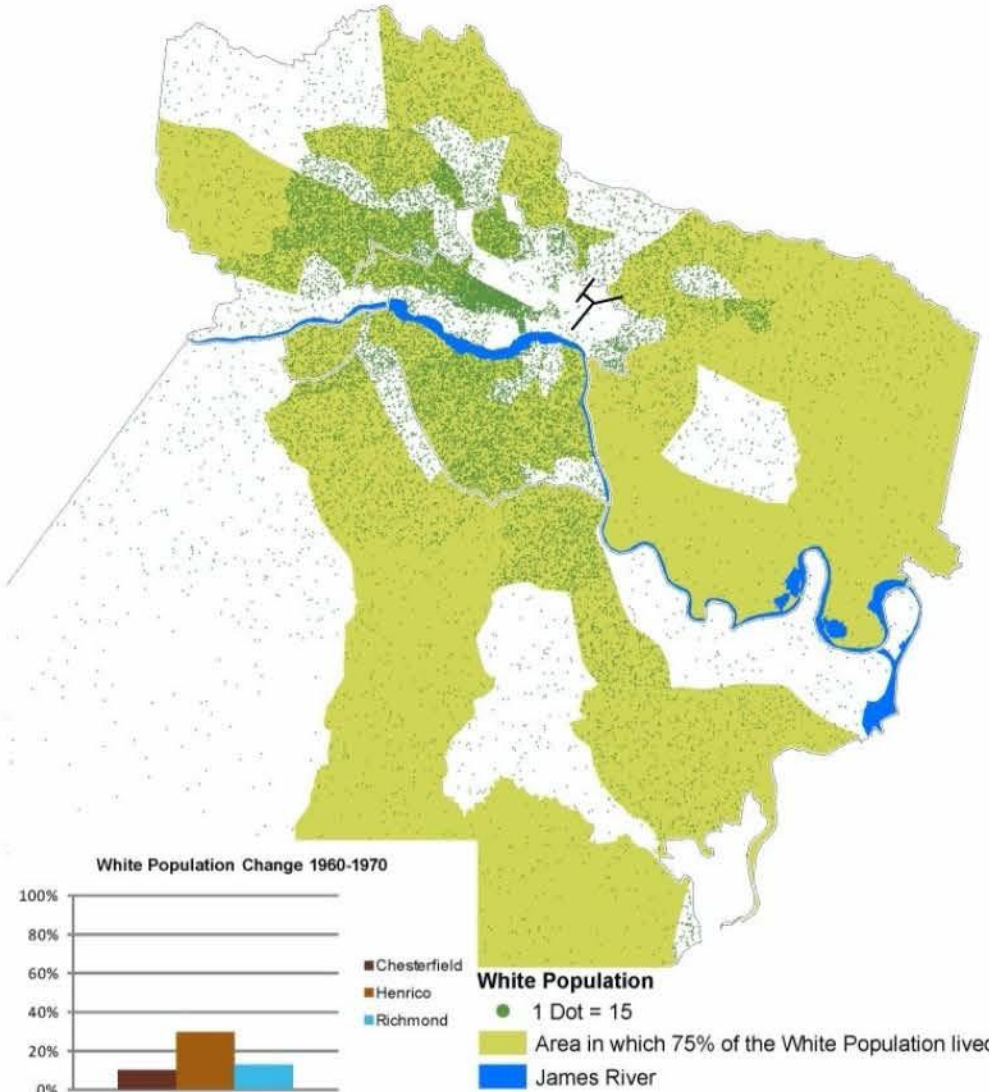 White Population Change 1960-1970
100%
80%
60%
40%
20%
0%
Chesterfield
Henrico
Richmond
White Population
1 Dot = 15
Area in which 75% of the White Population lived
James River